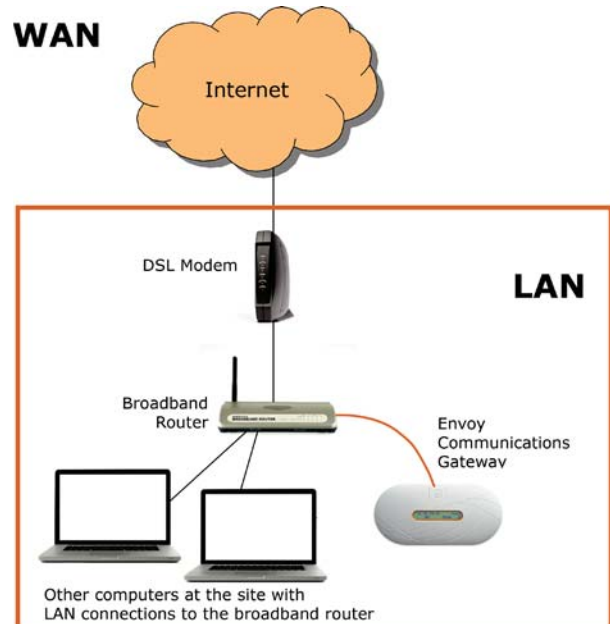 WAN
Internet
DSL Modem
LAN
Broadband
Router
Envoy
Communications
Gateway
Other computers at the site with
LAN connections to the broadband router